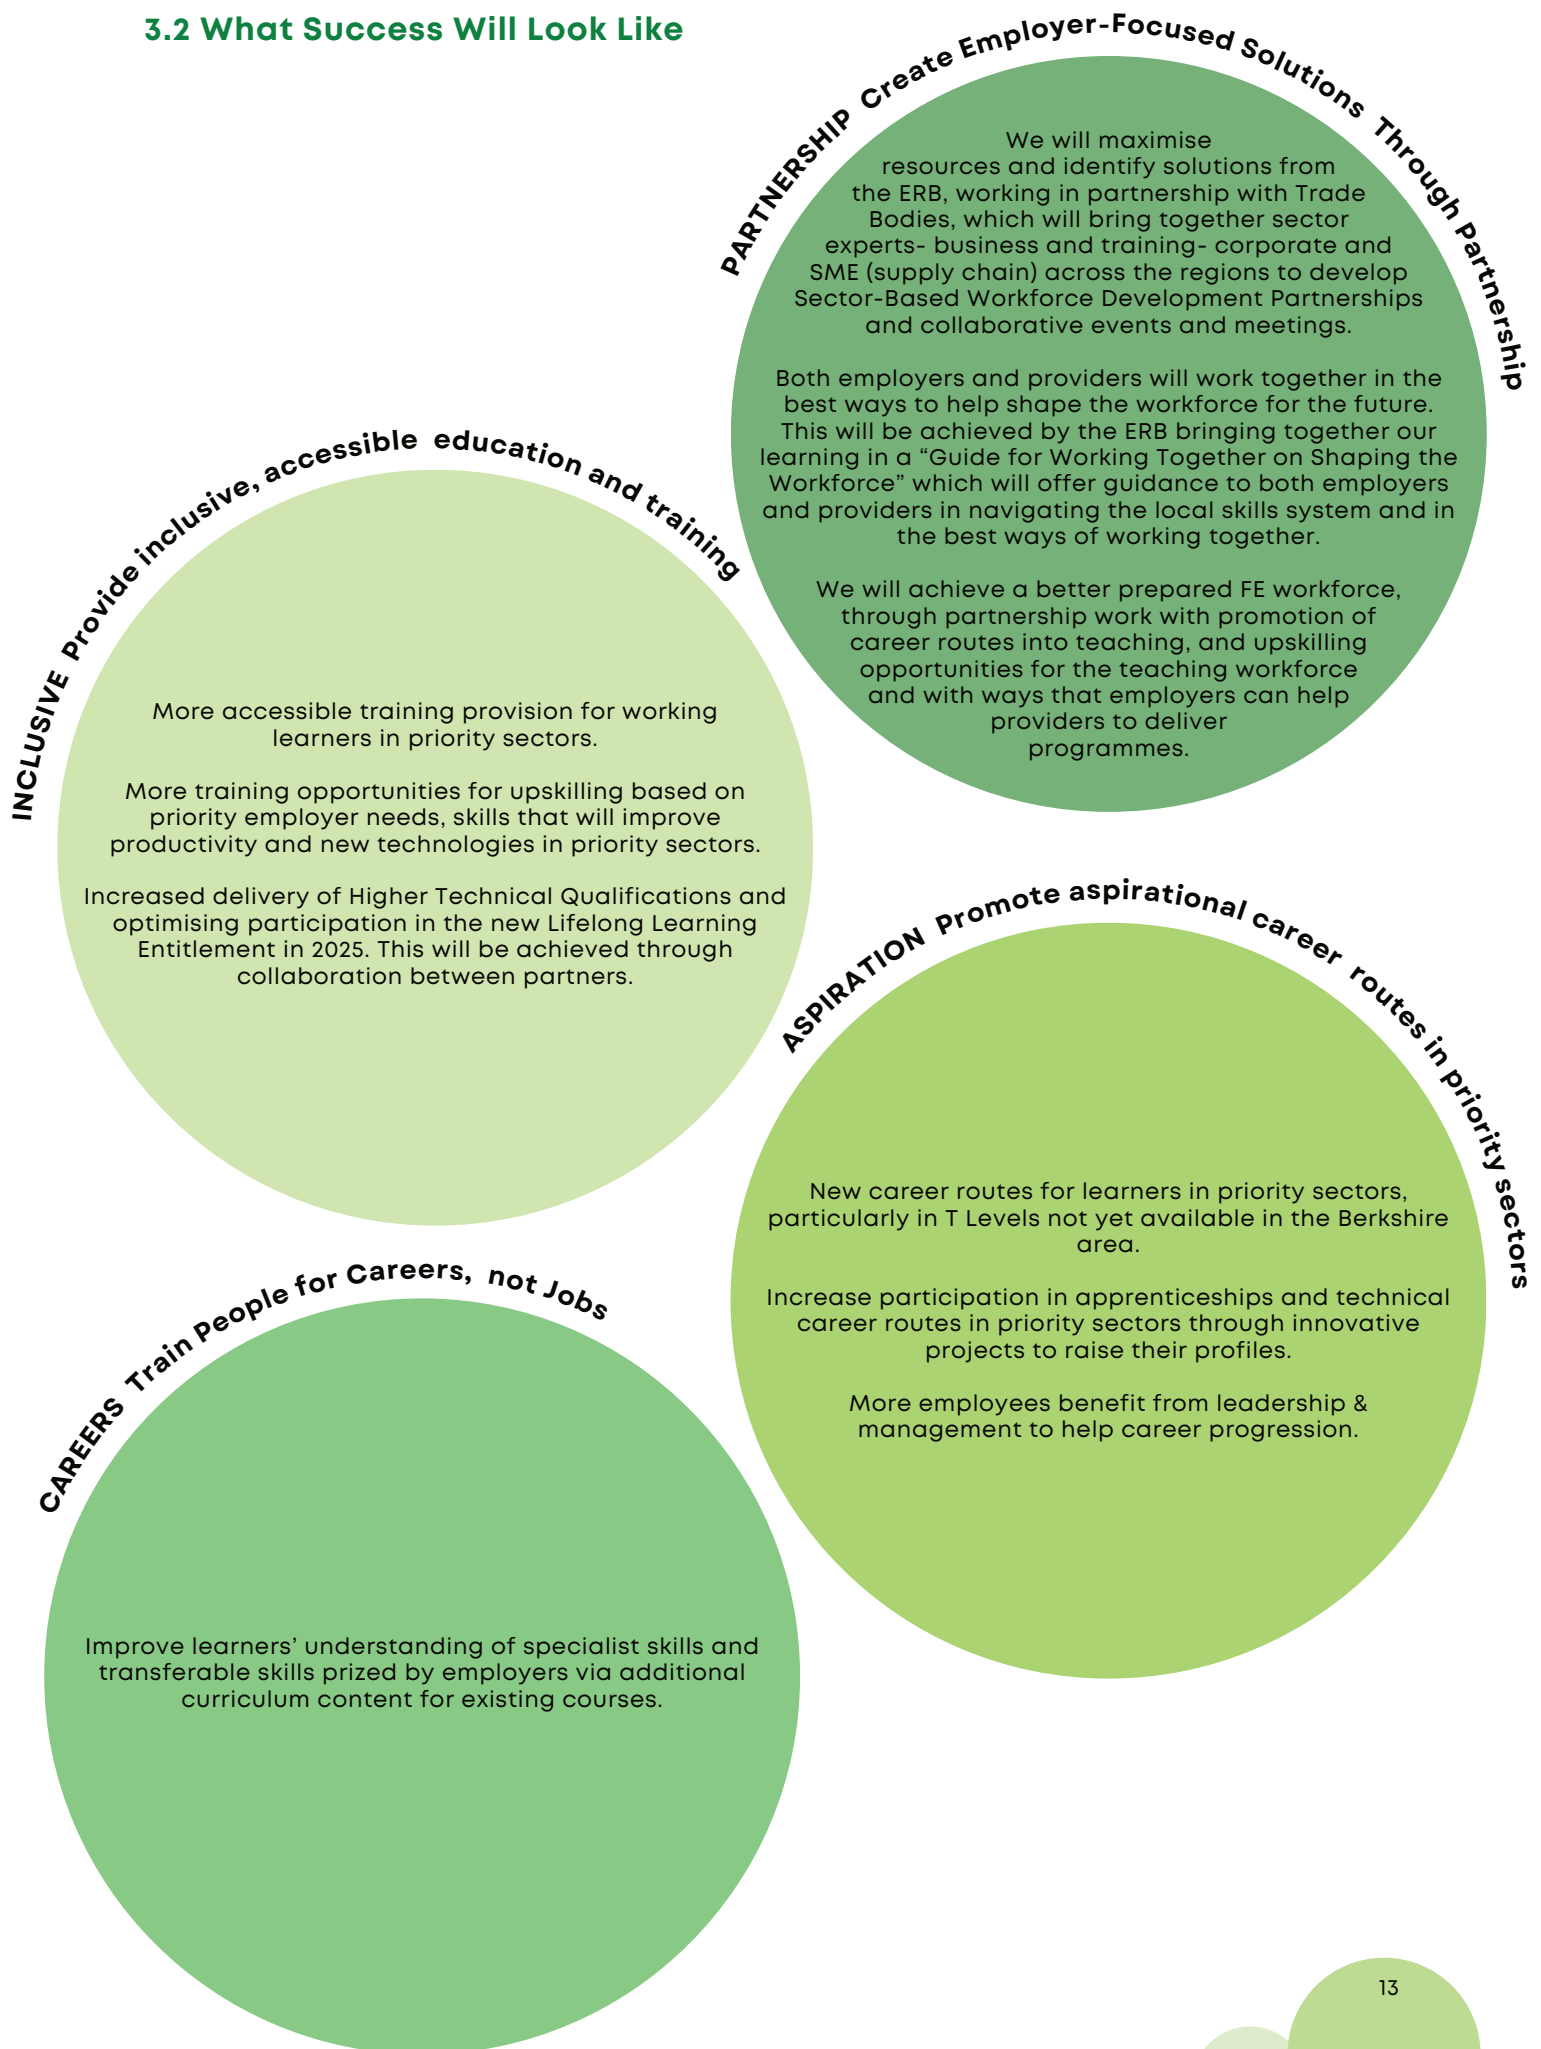 3.2 What Success Will Look Like
PARTNERSHIP Create Employer-Focused Solutions Through Partnership
We will maximise
resources and identify solutions from
the ERB, working in partnership with Trade
Bodies, which will bring together sector
experts- business and training- corporate and
SME (supply chain) across the regions to develop
Sector-Based Workforce Development Partnerships
and collaborative events and meetings.
Both employers and providers will work together in the
best ways to help shape the workforce for the future.
This will be achieved by the ERB bringing together our
learning in a “Guide for Working Together on Shaping the
Workforce” which will offer guidance to both employers
and providers in navigating the local skills system and in
the best ways of working together.
We will achieve a better prepared FE workforce,
through partnership work with promotion of
career routes into teaching, and upskilling
opportunities for the teaching workforce
and with ways that employers can help
providers to deliver
programmes.
INCLUSIVE Provide inclusive, accessible education and training
More accessible training provision for working
learners in priority sectors.
More training opportunities for upskilling based on
priority employer needs, skills that will improve
productivity and new technologies in priority sectors.
Increased delivery of Higher Technical Qualifications and
optimising participation in the new Lifelong Learning
Entitlement in 2025. This will be achieved through
collaboration between partners.
ASPIRATION Promote aspirational career routes in priority sectors
New career routes for learners in priority sectors,
particularly in T Levels not yet available in the Berkshire
area.
Increase participation in apprenticeships and technical
career routes in priority sectors through innovative
projects to raise their profiles.
More employees benefit from leadership &
management to help career progression.
CAREERS Train People for Careers, not Jobs
Improve learners’ understanding of specialist skills and
transferable skills prized by employers via additional
curriculum content for existing courses.
13